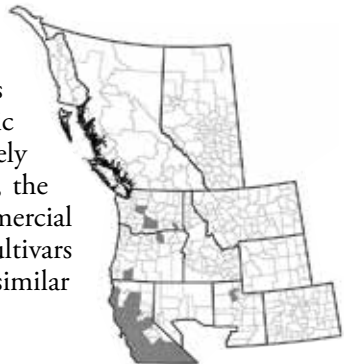 s
ic
ely
, the
mercial
ultivars
similar